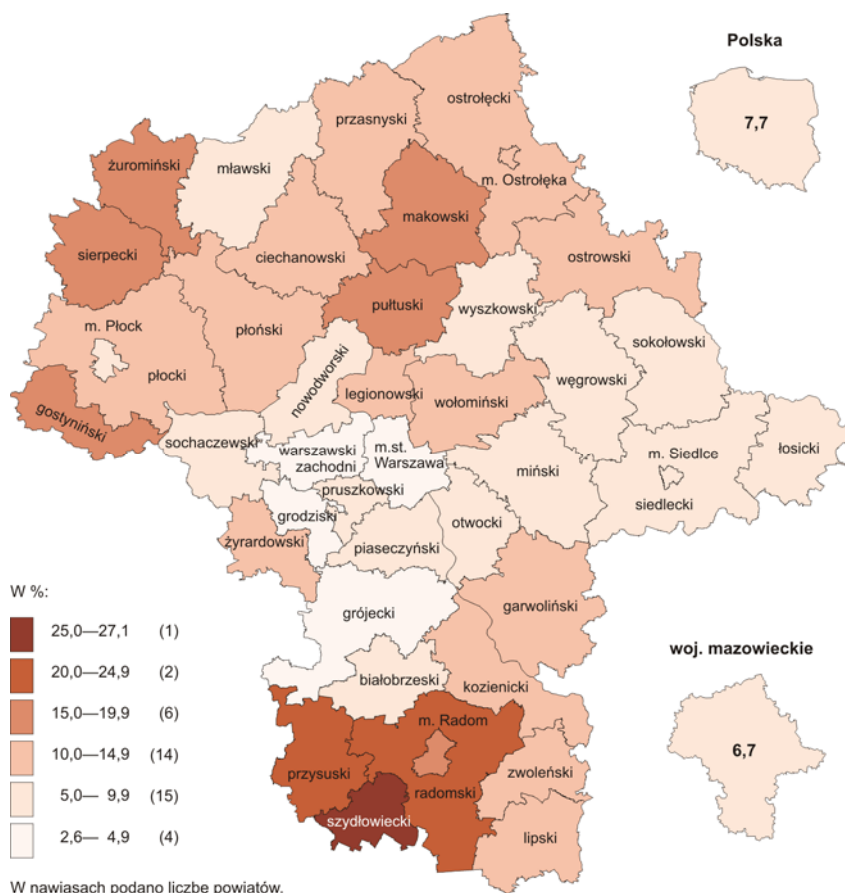 Polska
7,7
ostrołęcki
przasnyski
żuromiński
mławski
m. Ostrołęka
makowski
sierpecki
ciechanowski
ostrowski
pułtuski
wyszkowski
m. Płock
płoński
sokołowski
nowodworski
węgrowski
płocki
legionowski
wołomiński
gostyniński
sochaczewski
warszawski
zachodni
m.st.
Warszawa
m. Siedlce
łosicki
miński
pruszkowski
siedlecki
grodziski
otwocki
żyrardowski
piaseczyński
garwoliński
grójecki
woj. mazowieckie
6,7
białobrzeski
kozienicki
m. Radom
przysuski
radomski
zwoleński
szydłowiecki
lipski
W %:
25,0—27,1 (1)
20,0—24,9 (2)
15,0—19,9 (6)
10,0—14,9 (14)
5,0— 9,9 (15)
2,6— 4,9 (4)
W nawiasach podano liczbę powiatów.